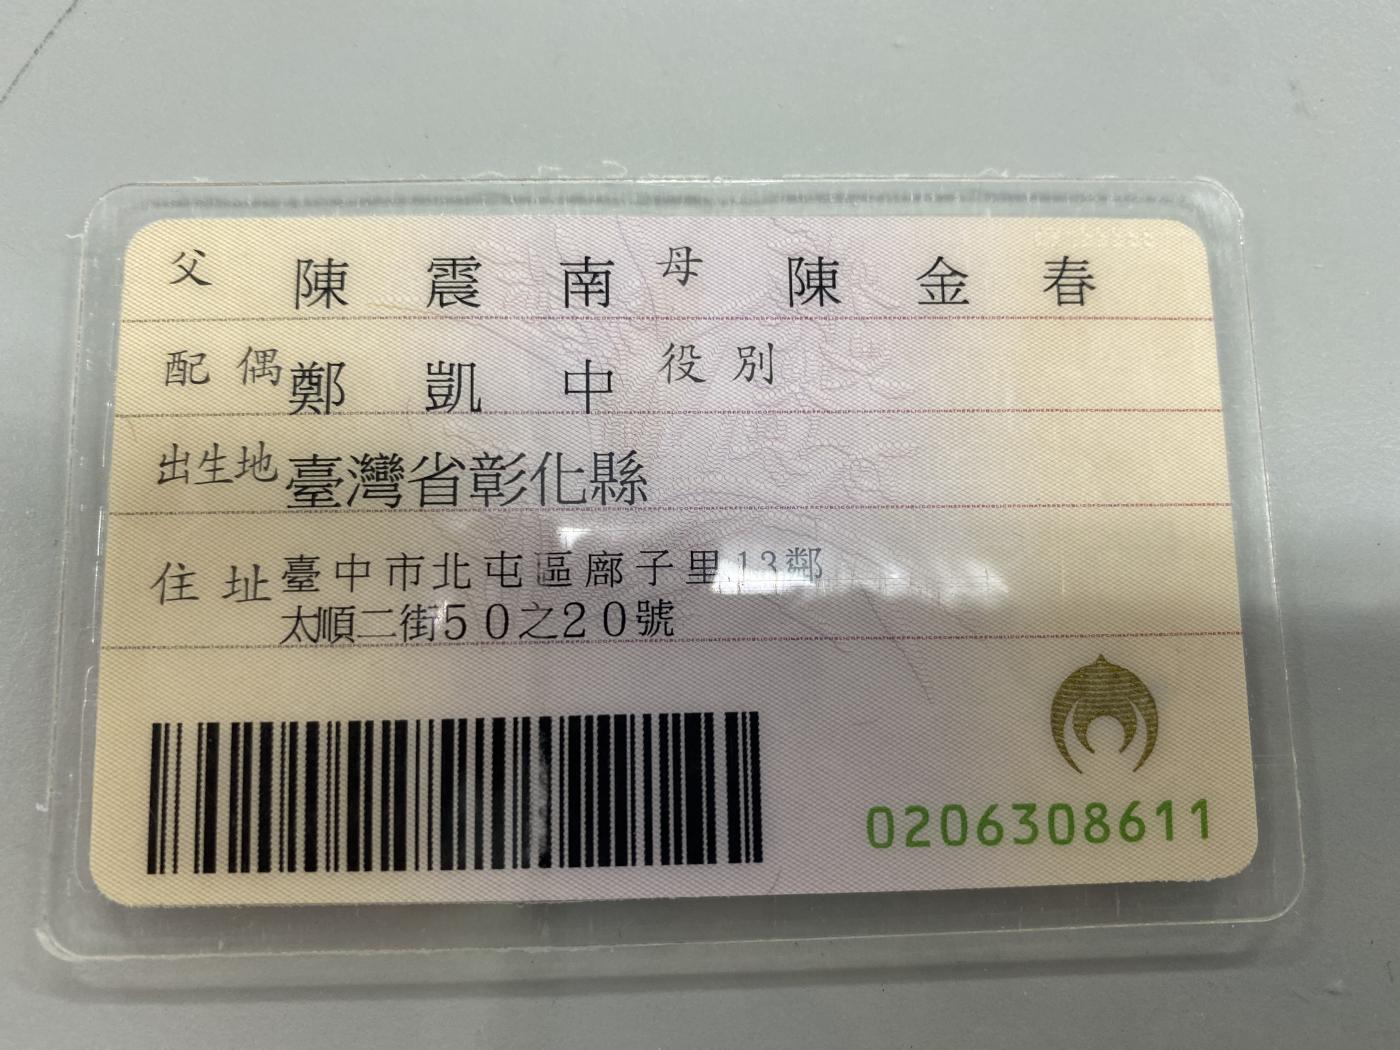 父 陳震南 母 陳金春
配偶 鄭凱中 役別
出生地 臺灣省彰化縣
住址 臺中市北屯區廍子里13鄰
太順二街50之20號
0206308611